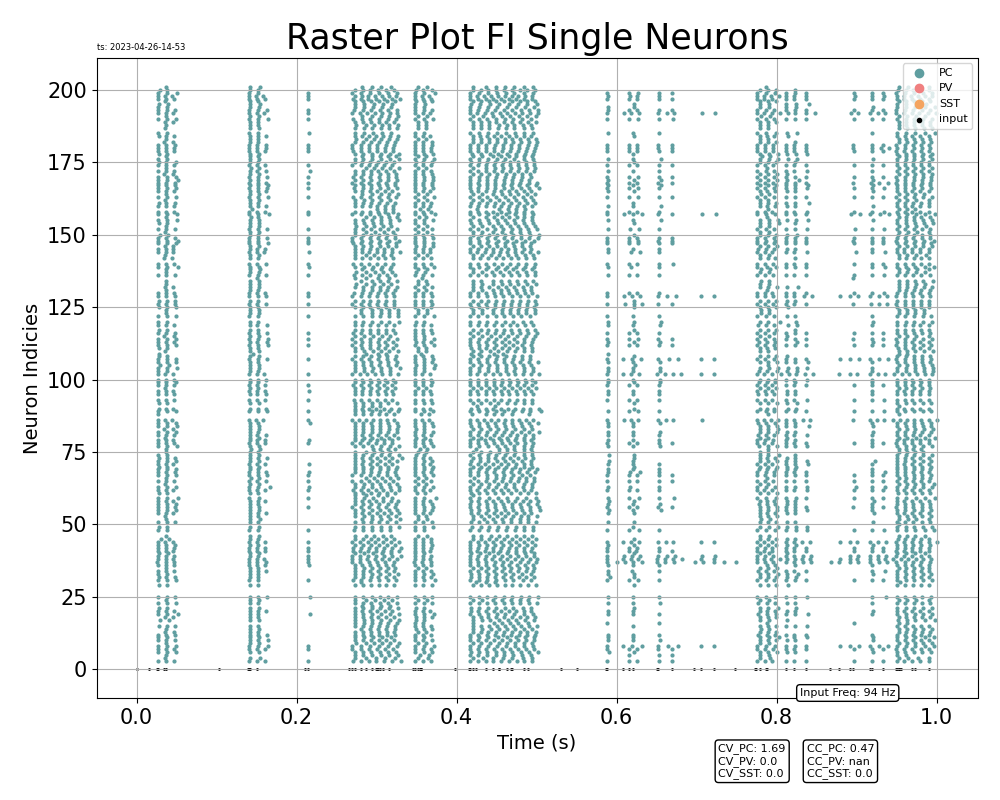 Raster Plot FI Single Neurons
ts: 2023-04-26-14-53
PC
PV
SST
input
Neuron Indicies
200
175
150
125
100
75
50
25
0
0.0 0.2 0.4 0.6 0.8 1.0
Input Freq: 94 Hz
Time (s)
CV_PC: 1.69
CV_PV: 0.0
CV_SST: 0.0
CC_PC: 0.47
CC_PV: nan
CC_SST: 0.0